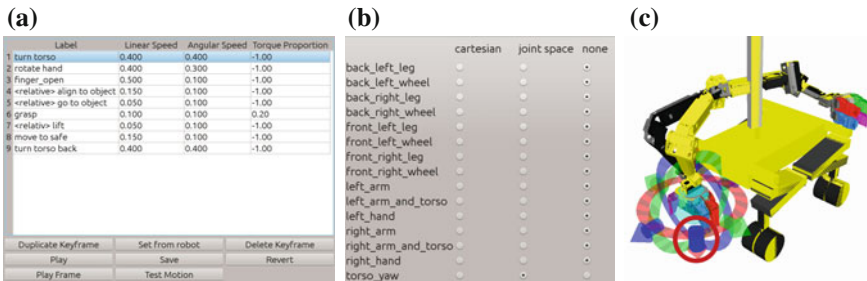 (a) (b) (c)
Label Linear Speed Angular Speed Torque Proportion
1 turn torso 0.400 0.400 -1.00
2 rotate hand 0.400 0.300 -1.00
3 finger_open 0.500 0.100 -1.00
4 <relative> align to object 0.150 0.100 -1.00
5 <relative> go to object 0.050 0.100 -1.00
6 grasp 0.100 0.100 0.20
7 <relativ> lift 0.050 0.100 -1.00
8 move to safe 0.150 0.100 -1.00
9 turn torso back 0.400 0.400 -1.00
Duplicate Keyframe Set from robot Delete Keyframe
Play Save Revert
Play Frame Test Motion
cartesian joint space none
back_left_leg
back_left_wheel
back_right_leg
back_right_wheel
front_left_leg
front_left_wheel
front_right_leg
front_right_wheel
left_arm
left_arm_and_torso
left_hand
right_arm
right_arm_and_torso
right_hand
torso_yaw